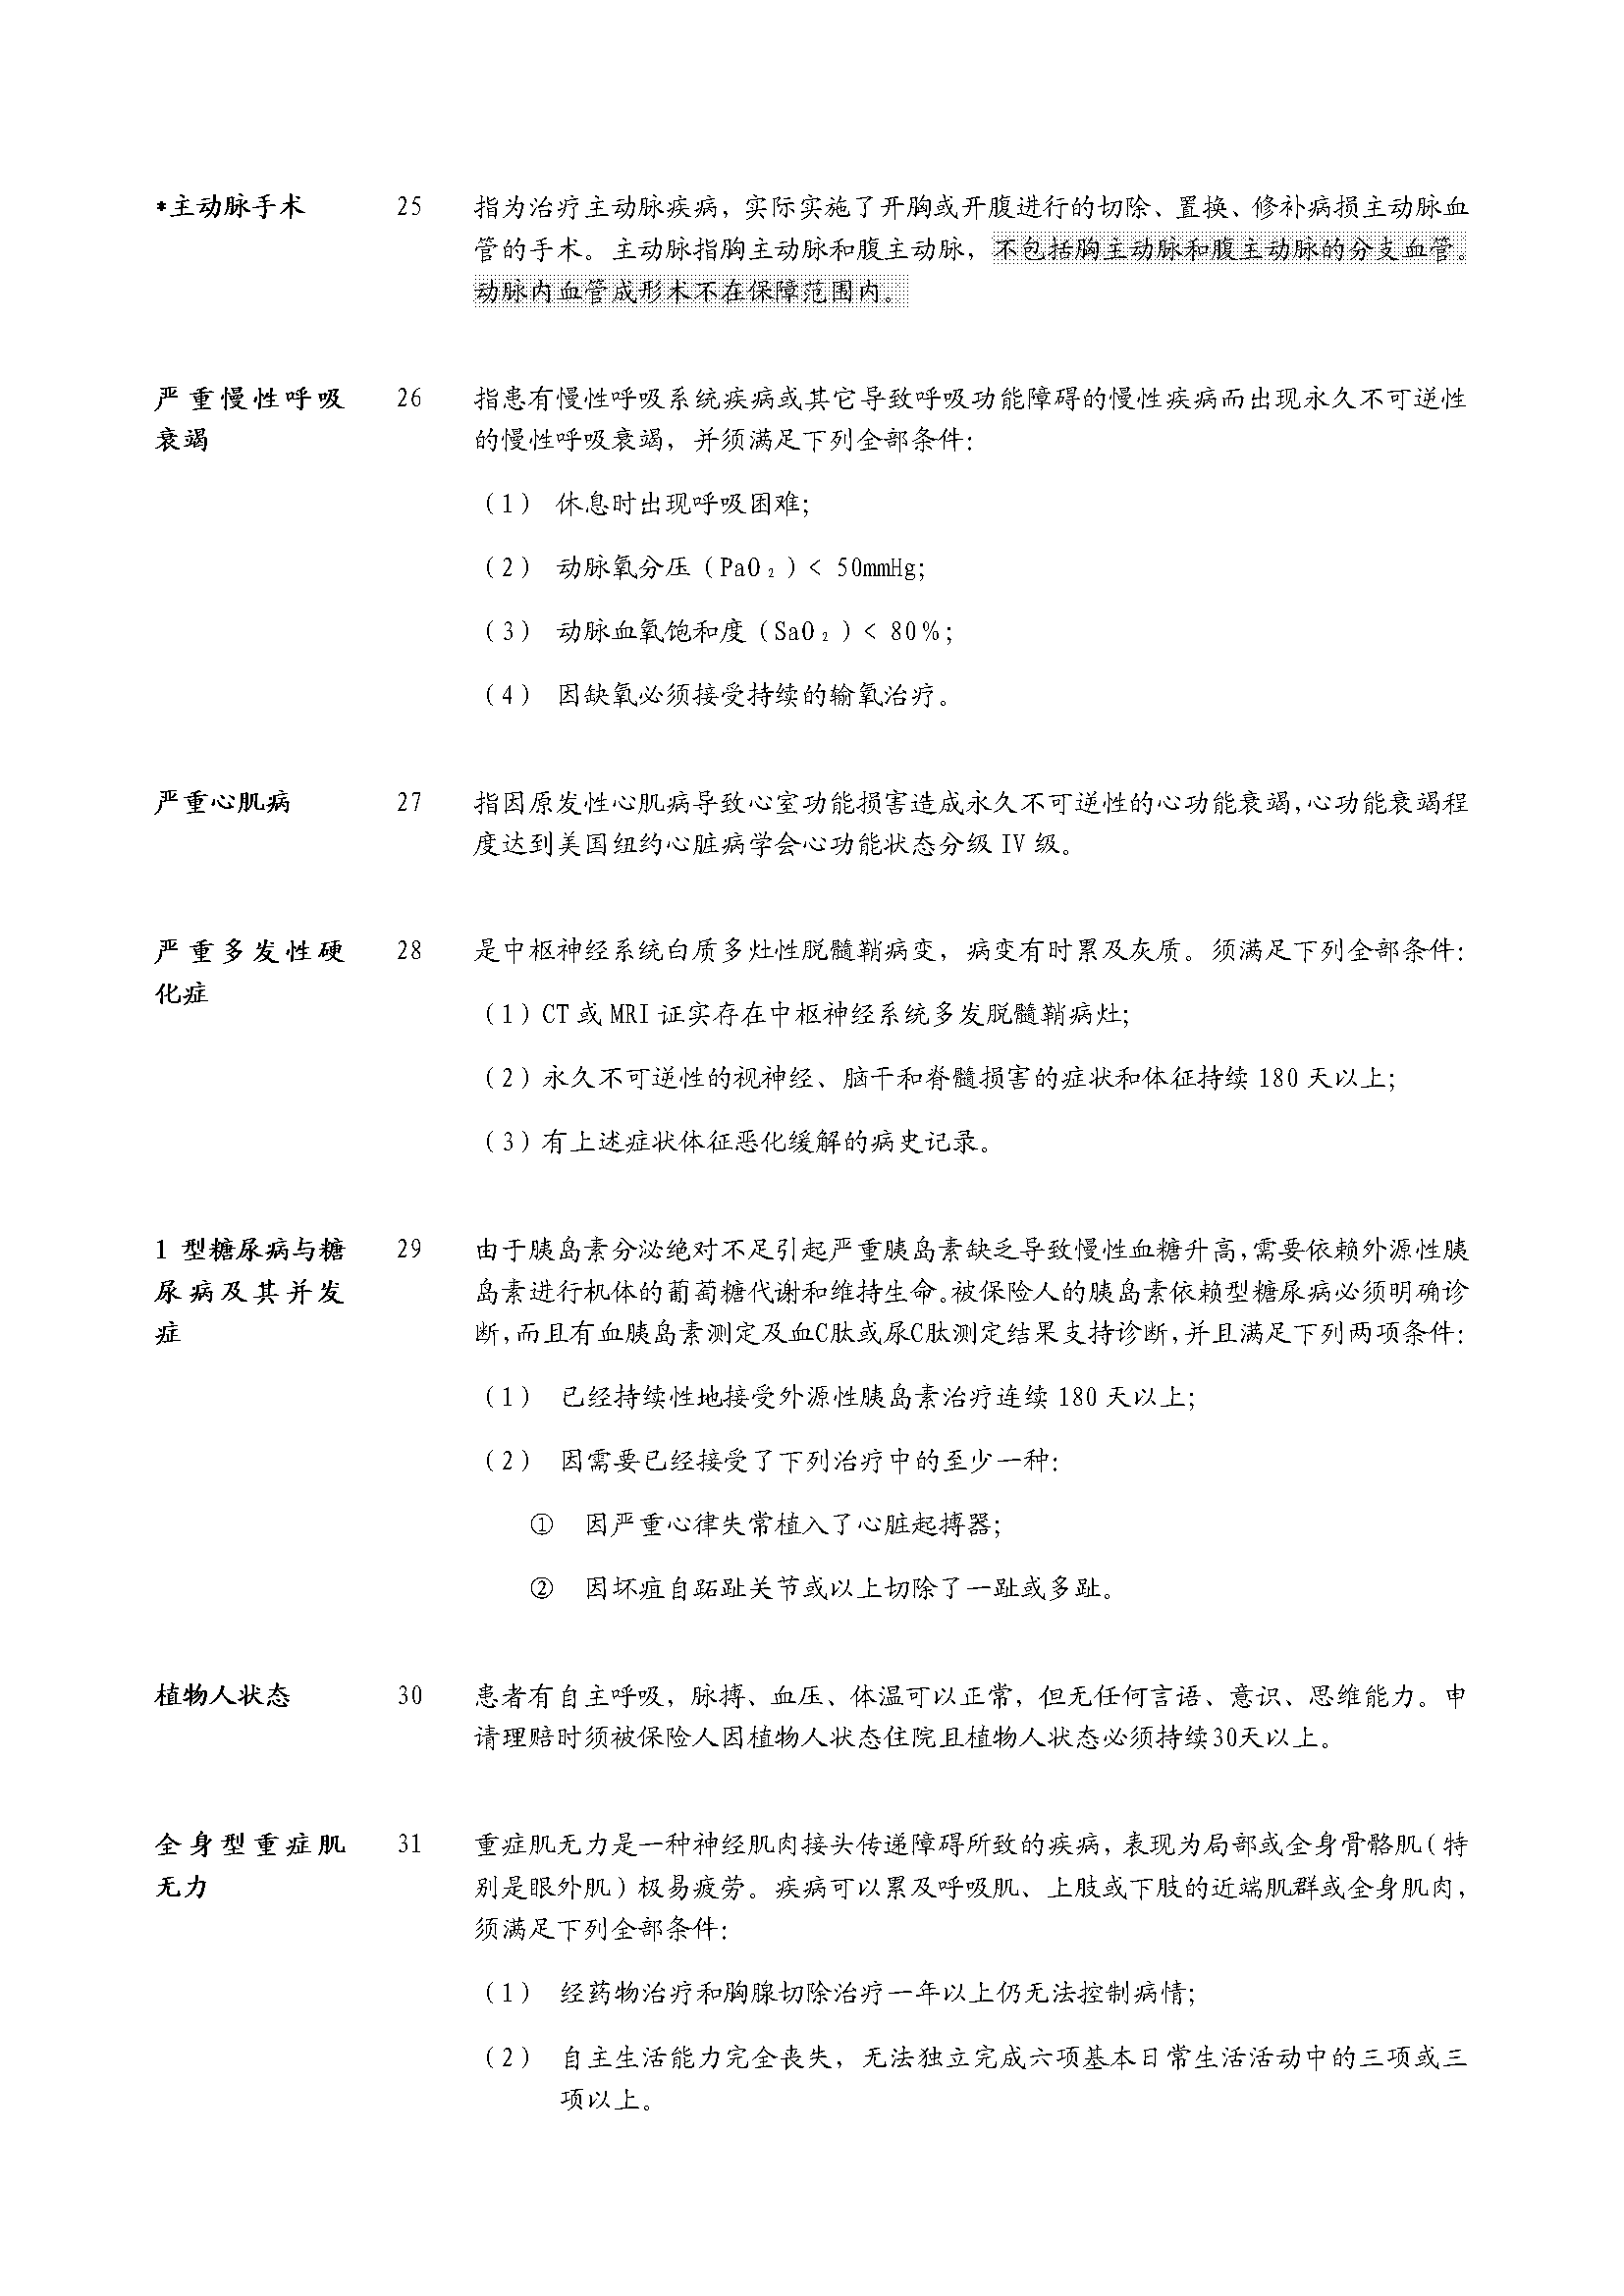 *主动脉手术 25 指为治疗主动脉疾病，实际实施了开胸或开腹进行的切除、置换、修补病损主动脉血
管的手术。主动脉指胸主动脉和腹主动脉，不包括胸主动脉和腹主动脉的分支血管。
动脉内血管成形术不在保障范围内。
严重慢性呼吸 26 指患有慢性呼吸系统疾病或其它导致呼吸功能障碍的慢性疾病而出现永久不可逆性
衰竭 的慢性呼吸衰竭，并须满足下列全部条件：
（1） 休息时出现呼吸困难；
（2） 动脉氧分压（PaO₂）< 50mmHg；
（3） 动脉血氧饱和度（SaO₂）< 80%；
（4） 因缺氧必须接受持续的输氧治疗。
严重心肌病 27 指因原发性心肌病导致心室功能损害造成永久不可逆性的心功能衰竭，心功能衰竭程
度达到美国纽约心脏病学会心功能状态分级 IV 级。
严重多发性硬 28 是中枢神经系统白质多灶性脱髓鞘病变，病变有时累及灰质。须满足下列全部条件：
化症
（1）CT 或 MRI 证实存在中枢神经系统多发脱髓鞘病灶；
（2）永久不可逆性的视神经、脑干和脊髓损害的症状和体征持续 180 天以上；
（3）有上述症状体征恶化缓解的病史记录。
1 型糖尿病与糖 29 由于胰岛素分泌绝对不足引起严重胰岛素缺乏导致慢性血糖升高，需要依赖外源性胰
尿病及其并发 岛素进行机体的葡萄糖代谢和维持生命。被保险人的胰岛素依赖型糖尿病必须明确诊
症 断，而且有血胰岛素测定及血C肽或尿C肽测定结果支持诊断，并且满足下列两项条件：
（1） 已经持续性地接受外源性胰岛素治疗连续 180 天以上；
（2） 因需要已经接受了下列治疗中的至少一种：
① 因严重心律失常植入了心脏起搏器；
② 因坏疽自跖趾关节或以上切除了一趾或多趾。
植物人状态 30 患者有自主呼吸，脉搏、血压、体温可以正常，但无任何言语、意识、思维能力。申
请理赔时须被保险人因植物人状态住院且植物人状态必须持续30天以上。
全身型重症肌 31 重症肌无力是一种神经肌肉接头传递障碍所致的疾病，表现为局部或全身骨骼肌（特
无力 别是眼外肌）极易疲劳。疾病可以累及呼吸肌、上肢或下肢的近端肌群或全身肌肉，
须满足下列全部条件：
（1） 经药物治疗和胸腺切除治疗一年以上仍无法控制病情；
（2） 自主生活能力完全丧失，无法独立完成六项基本日常生活活动中的三项或三
项以上。